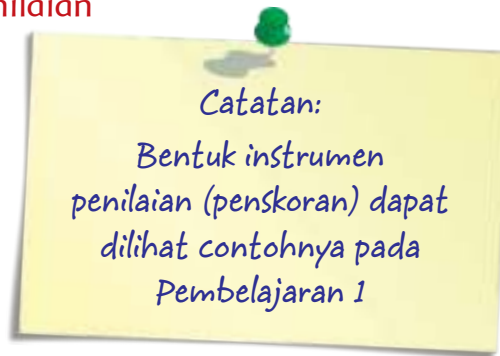 Catatan:
Bentuk instrumen
penilaian (penskoran) dapat
dilihat contohnya pada
Pembelajaran 1